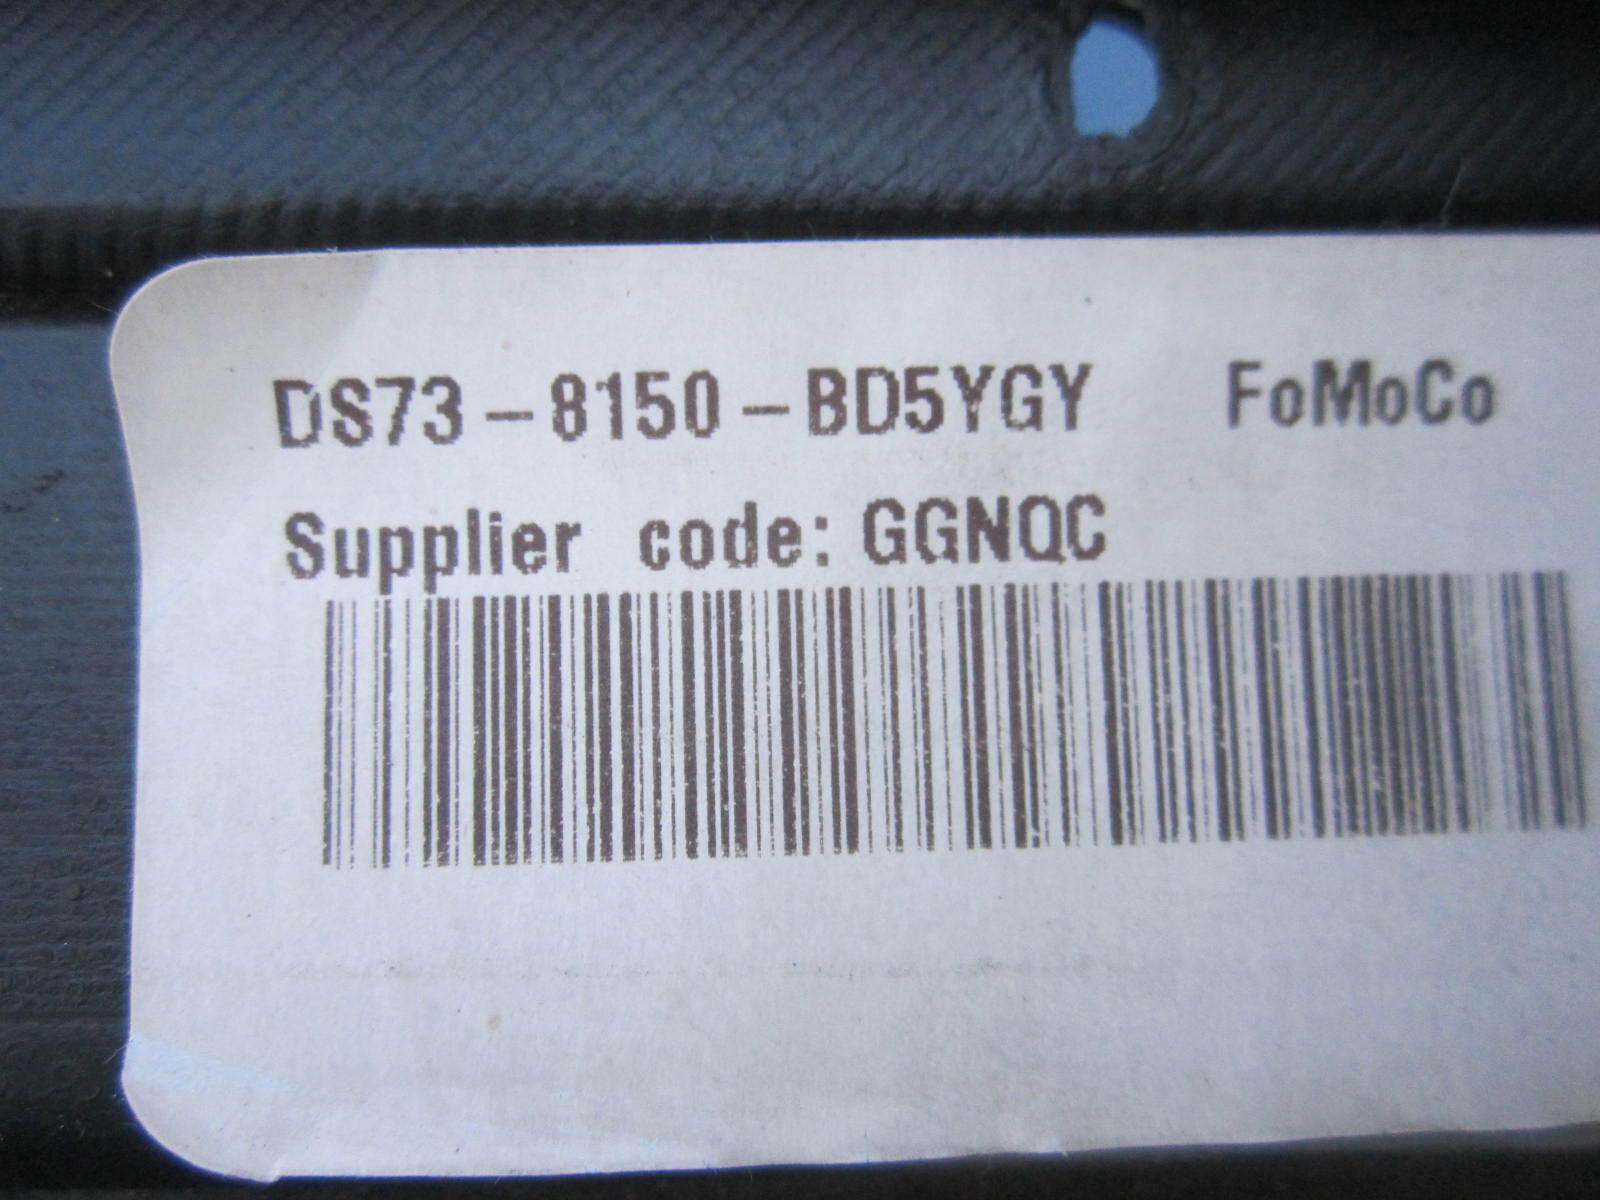 DS73-8150-BD5YGY FoMoCo
Supplier code: GGNQC